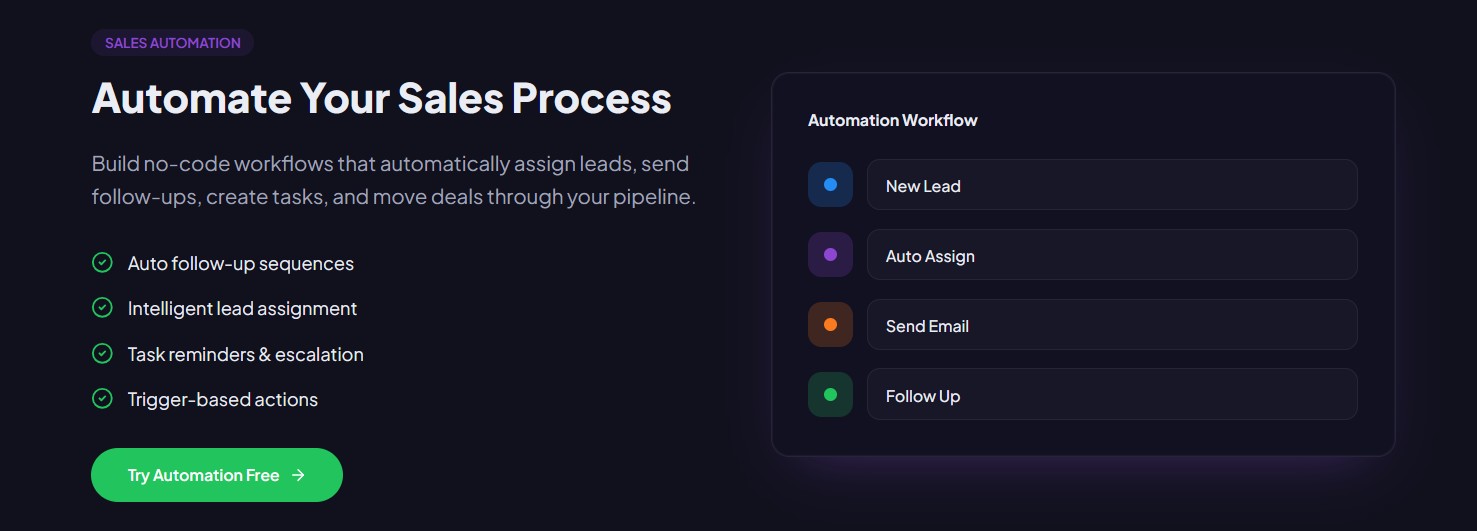 SALES AUTOMATION
Automate Your Sales Process
Build no-code workflows that automatically assign leads, send
follow-ups, create tasks, and move deals through your pipeline.
Auto follow-up sequences
Intelligent lead assignment
Task reminders & escalation
Trigger-based actions
Try Automation Free
Automation Workflow
New Lead
Auto Assign
Send Email
Follow Up